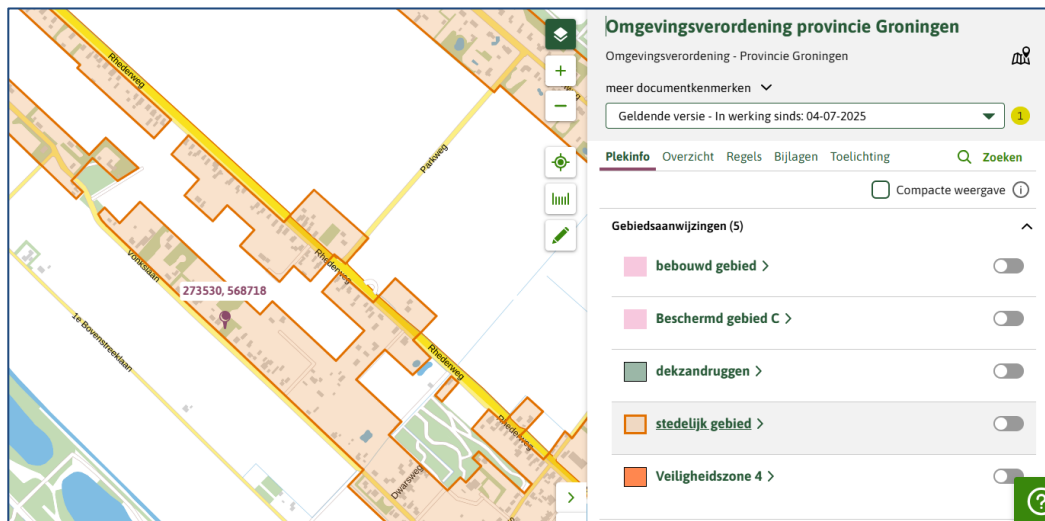 Rhederweg
Parkweg
Vonkslaan
Rhederweg
273530, 568718
1e Bovenstreeklaan
Rhederweg
Rhederweg
Dwarsweg
Omgevingsverordening provincie Groningen
Omgevingsverordening - Provincie Groningen
meer documentkenmerken
Geldende versie - In werking sinds: 04-07-2025
1
Plekinfo Overzicht Regels Bijlagen Toelichting Zoeken
Compacte weergave
Gebiedsaanwijzingen (5)
bebouwd gebied >
Beschermd gebied C >
dekzandruggen >
stedelijk gebied >
Veiligheidszone 4 >